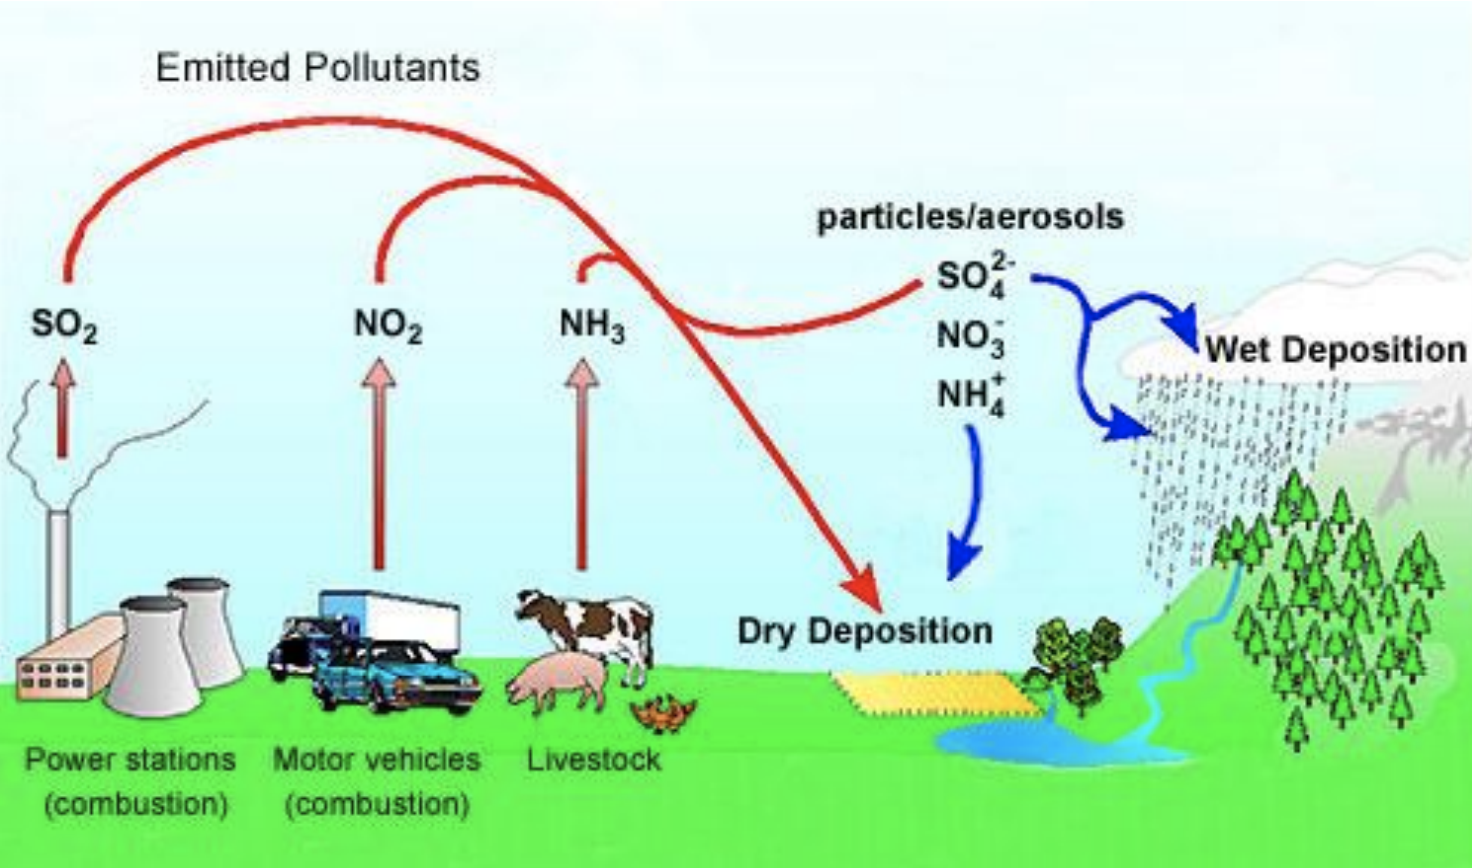 Emitted Pollutants
particles/aerosols
SO₄²⁻
SO₂
NO₂
NH₃
NO₃⁻
Wet Deposition
NH₄⁺
Dry Deposition
Power stations
(combustion)
Motor vehicles
(combustion)
Livestock